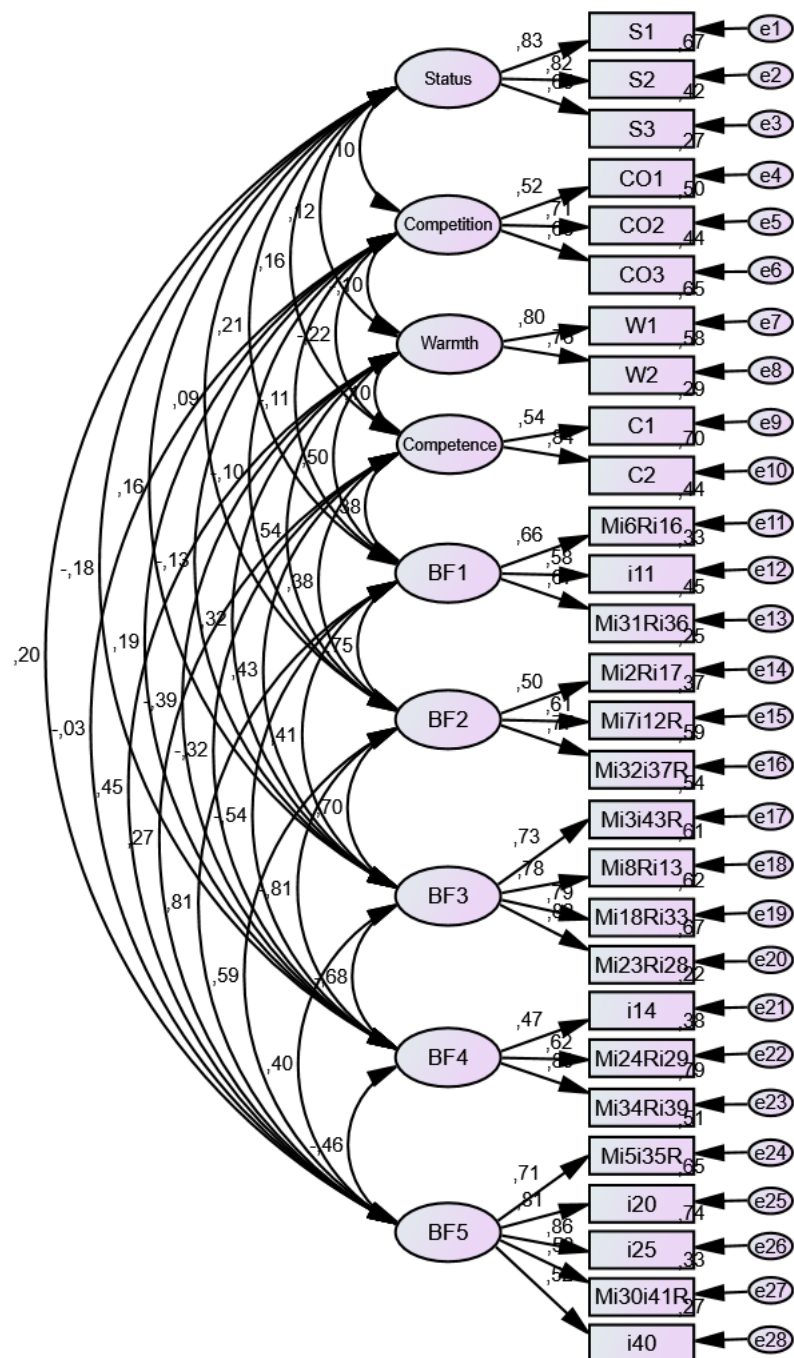 S1
,67
e1
,83
Status
,82
S2
,42
e2
S3
,27
e3
,10
CO1
,50
e4
,52
,12
Competition
,71
CO2
,44
e5
,16
CO3
,65
e6
-,10
,21
-,22
W1
,58
e7
,80
Warmth
W2
,29
e8
,09
-,11
C1
,70
e9
,54
Competence
,84
C2
,44
e10
,50
-,10
,16
,38
Mi6Ri16
,33
e11
,66
,54
-,18
-,13
,58
BF1
i11
,45
e12
,38
Mi31Ri36
,25
e13
,32
,19
,75
,20
,43
Mi2Ri17
,37
e14
,50
-,39
-,03
,61
BF2
Mi7i12R
,59
e15
,41
-,32
Mi32i37R
,54
e16
,45
-,54
,70
Mi3i43R
,61
e17
,27
,73
,78
Mi8Ri13
,62
e18
-,81
,81
BF3
,79
Mi18Ri33
,67
e19
Mi23Ri28
,22
e20
,59
-,68
i14
,38
e21
,47
,62
BF4
Mi24Ri29
,79
e22
,40
Mi34Ri39
,51
e23
-,46
Mi5i35R
,65
e24
,71
,81
i20
,74
e25
BF5
,86
i25
,33
e26
Mi30i41R
,27
e27
i40
e28